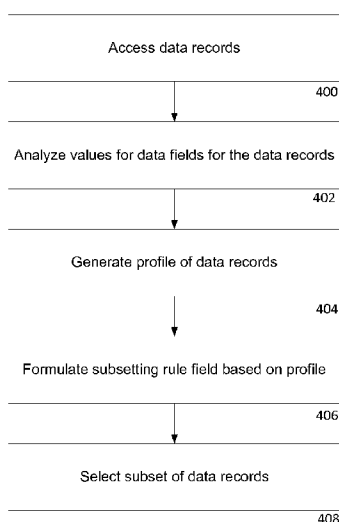 Access data records
400
Analyze values for data fields for the data records
402
Generate profile of data records
404
Formulate subsetting rule field based on profile
406
Select subset of data records
408